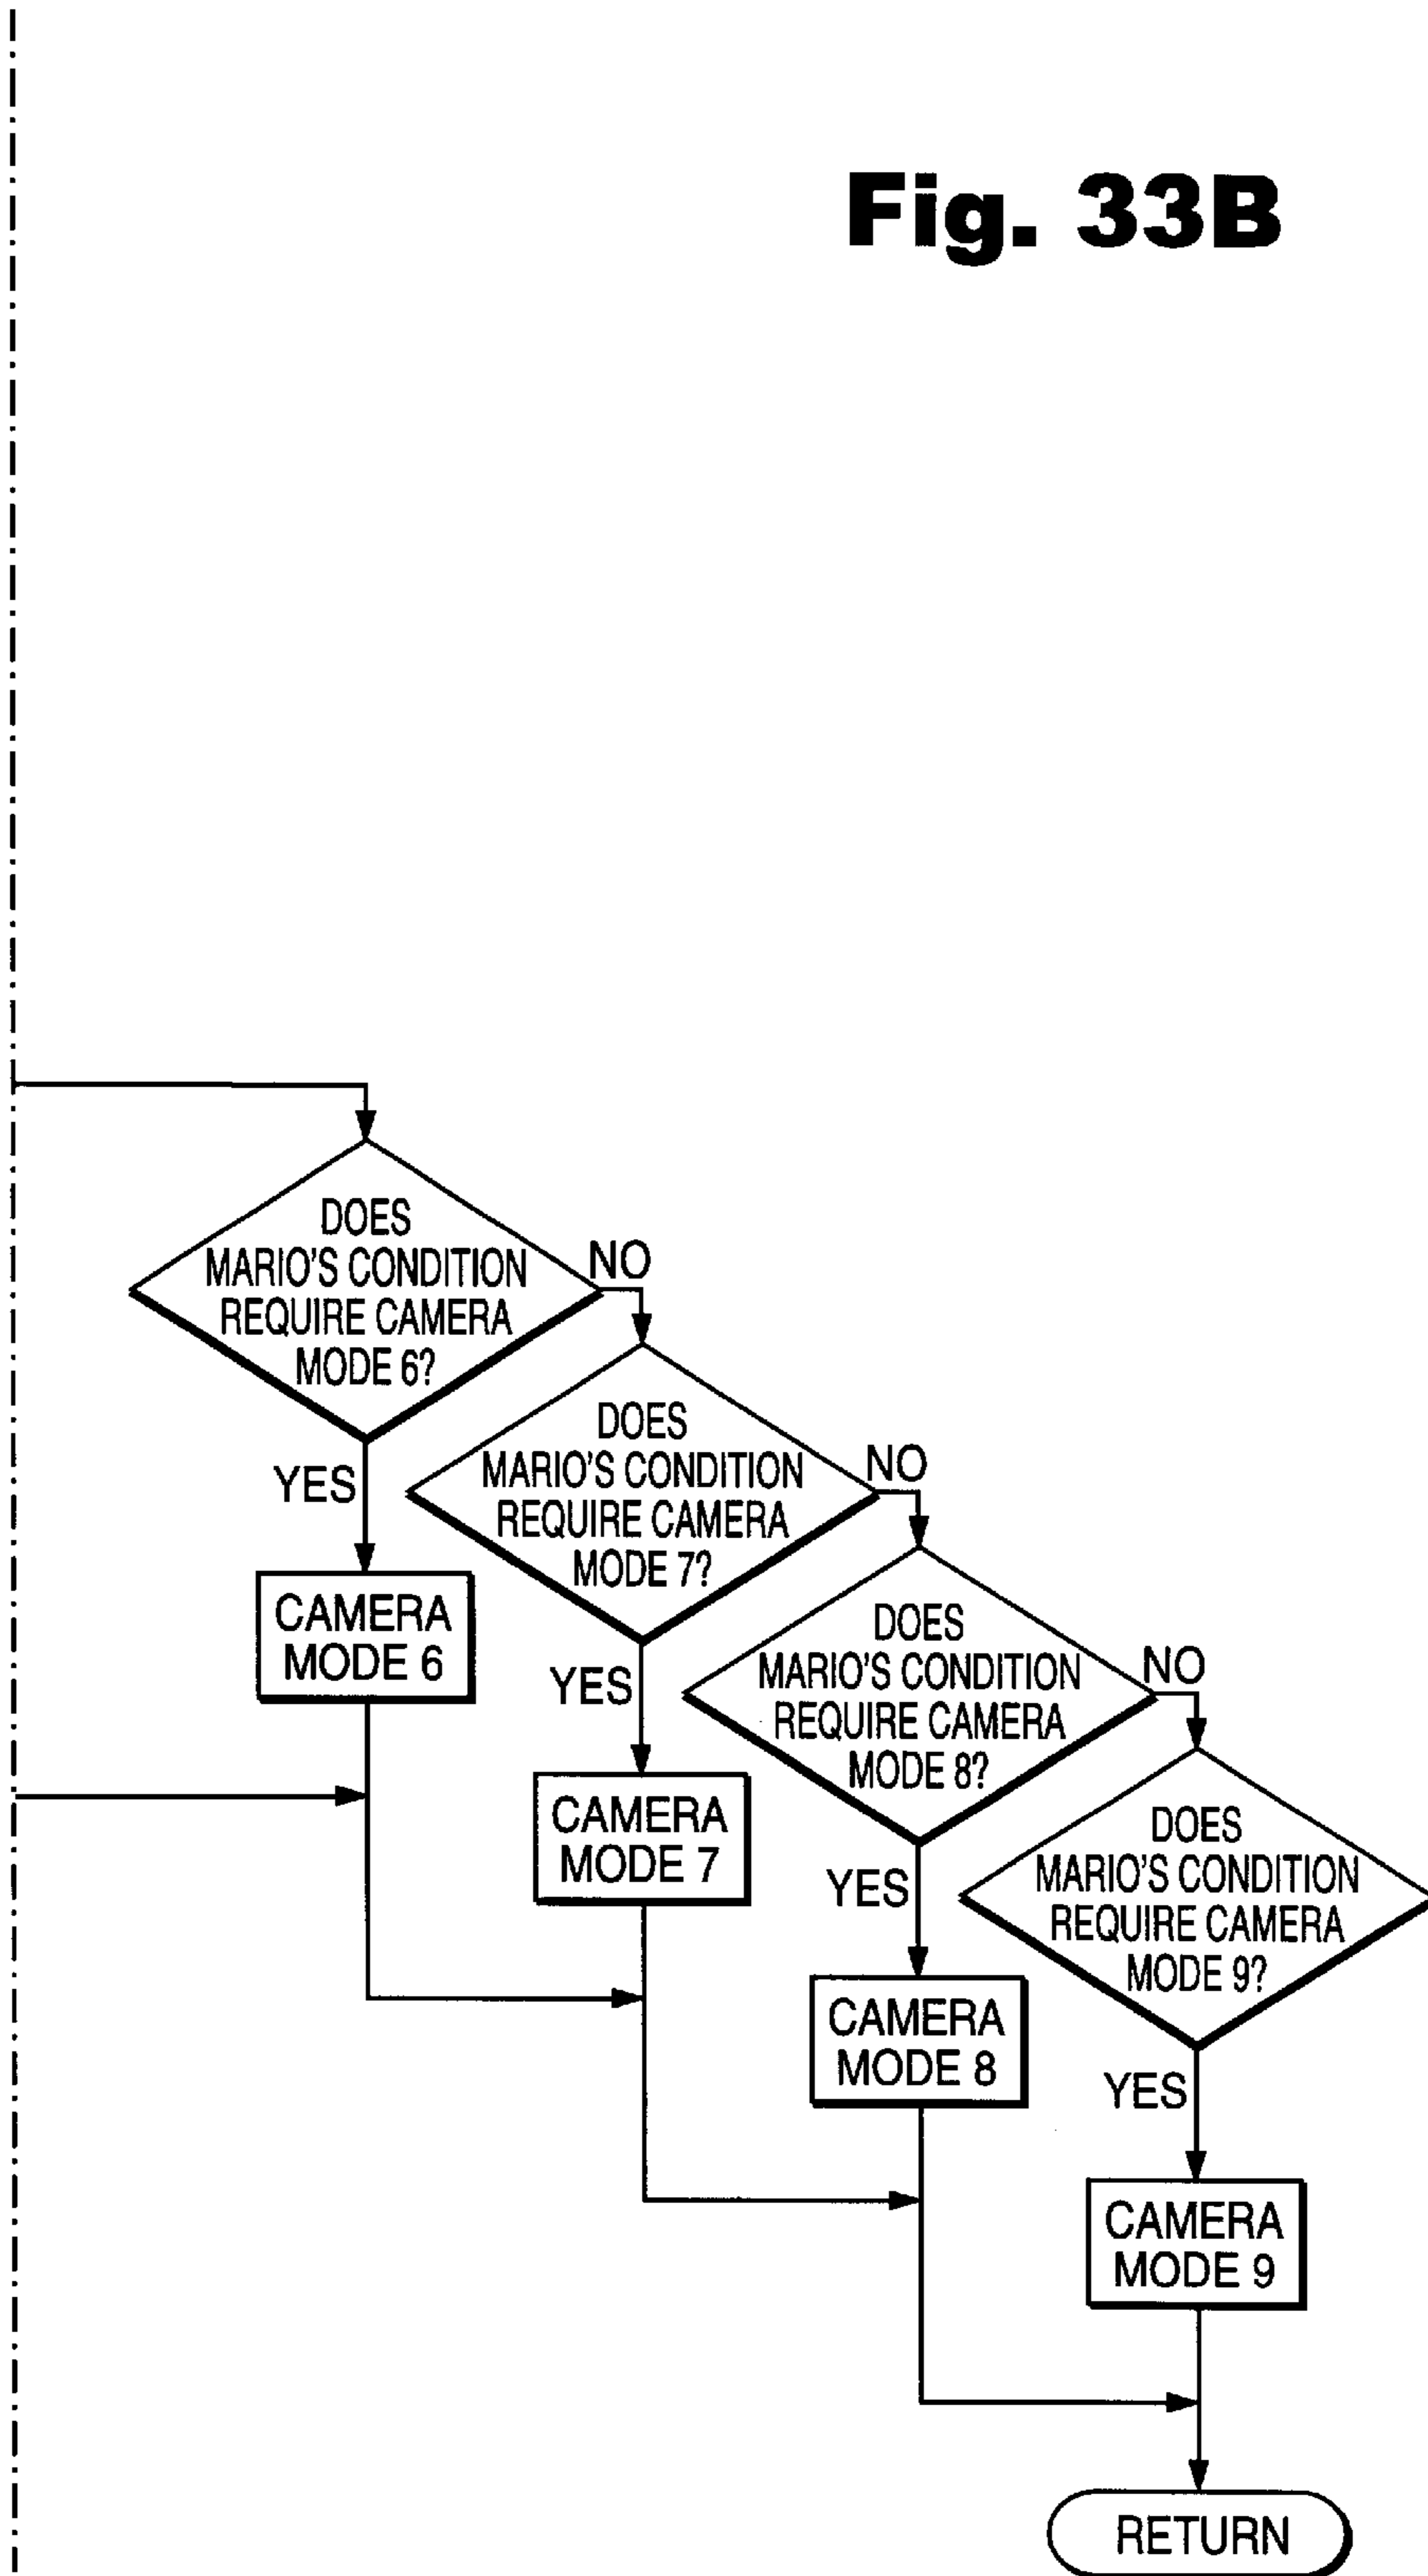 Fig. 33B
DOES
MARIO'S CONDITION
REQUIRE CAMERA
MODE 6?
NO
YES
CAMERA
MODE 6
DOES
MARIO'S CONDITION
REQUIRE CAMERA
MODE 7?
NO
YES
CAMERA
MODE 7
DOES
MARIO'S CONDITION
REQUIRE CAMERA
MODE 8?
NO
YES
CAMERA
MODE 8
DOES
MARIO'S CONDITION
REQUIRE CAMERA
MODE 9?
YES
CAMERA
MODE 9
RETURN